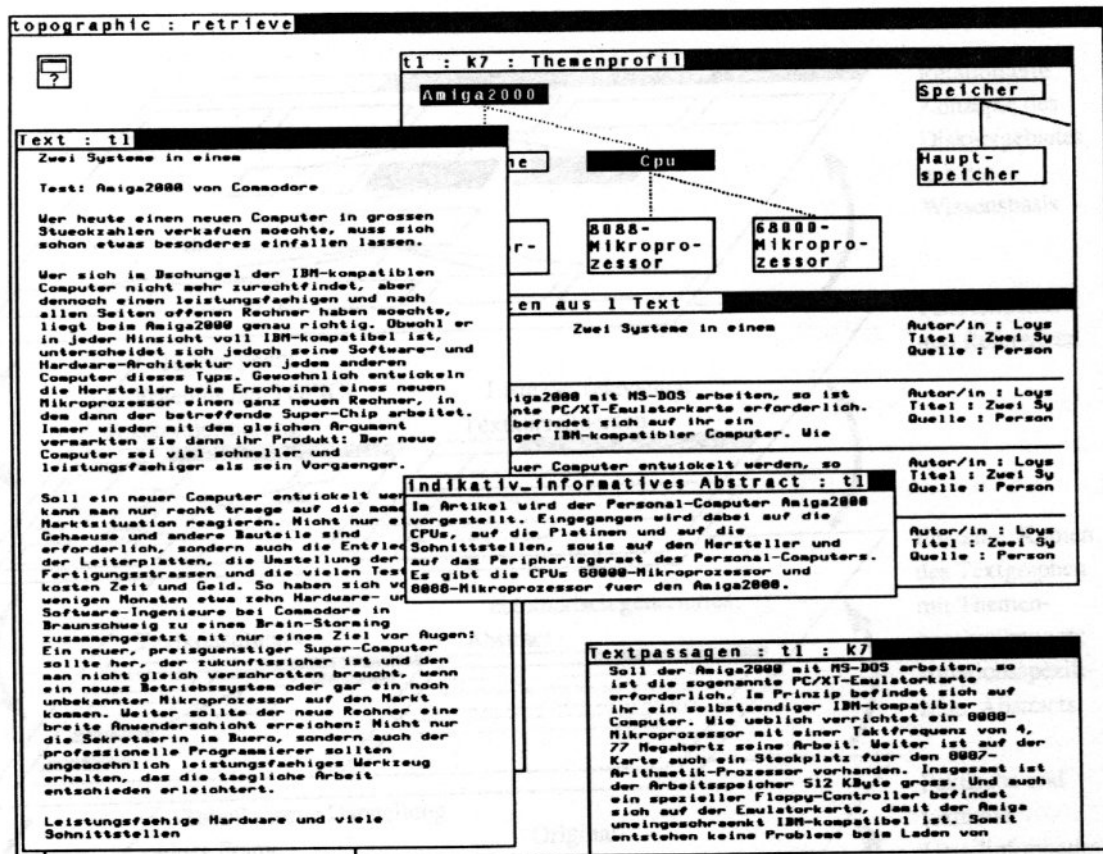 topographic : retrieve
?
tl : k7 : Themenprofil
Amiga2000
Speicher
Cpu
Haupt-
speicher
8088-
Mikropro-
zessor
68000-
Mikropro-
zessor
Text : tl
Zwei Systeme in einem
Test: Amiga2000 von Commodore
Wer heute einen neuen Computer in grossen
Stueckzahlen verkafuen moechte, muss sich
schon etwas besonderes einfallen lassen.
Wer sich im Dschungel der IBM-kompatiblen
Computer nicht mehr zurechtfindet, aber
dennoch einen leistungsfaehigen und nach
allen Seiten offenen Rechner haben moechte,
liegt beim Amiga2000 genau richtig. Obwohl er
in jeder Hinsicht voll IBM-kompatibel ist,
unterscheidet sich jedoch seine Software- und
Hardware-Architektur von jedem anderen
Computer dieses Typs. Gewoehnlich entwickeln
die Hersteller beim Erscheinen eines neuen
Mikroprozessor einen ganz neuen Rechner, in
dem dann der betreffende Super-Chip arbeitet.
Immer wieder mit dem gleichen Argument
vermarkten sie dann ihr Produkt: Der neue
Computer sei viel schneller und
leistungsfaehiger als sein Vorgaenger.
Soll ein neuer Computer entwickelt wer
kann man nur recht traege auf die mome
Marktsituation reagieren. Nicht nur e
Gehaeuse und andere Bauteile sind
erforderlich, sondern auch die Entflec
der Leiterplatten, die Umstellung der
Fertigungsstrassen und die vielen Test
kosten Zeit und Geld. So haben sich vo
wenigen Monaten etwa zehn Hardware- un
Software-Ingenieure bei Commodore in
Braunschweig zu einem Brain-Storming
zusammengesetzt mit nur einem Ziel vor Augen:
Ein neuer, preisguenstiger Super-Computer
sollte her, der zukunftssicher ist und den
man nicht gleich verschrotten braucht, wenn
ein neues Betriebssystem oder gar ein noch
unbekannter Mikroprozessor auf den Markt
kommen. Weiter sollte der neue Rechner eine
breite Anwenderschicht erreichen: Nicht nur
die Sekretaerin im Buero, sondern auch der
professionelle Programmierer sollten
ungewoehnlich leistungsfaehiges Werkzeug
erhalten, das die taegliche Arbeit
entschieden erleichtert.
Leistungsfaehige Hardware und viele
Schnittstellen
ten aus 1 Text
Zwei Systeme in einem
Autor/in : Loys
Titel : Zwei Sy
Quelle : Person
iga2000 mit MS-DOS arbeiten, so ist
nte PC/XT-Emulatorkarte erforderlich.
befindet sich auf ihr ein
ger IBM-kompatibler Computer. Wie
Autor/in : Loys
Titel : Zwei Sy
Quelle : Person
uer Computer entwickelt werden, so
Autor/in : Loys
Titel : Zwei Sy
Quelle : Person
Autor/in : Loys
Titel : Zwei Sy
Quelle : Person
indikativ_informatives Abstract : tl
Im Artikel wird der Personal-Computer Amiga2000
vorgestellt. Eingegangen wird dabei auf die
CPUs, auf die Platinen und auf die
Schnittstellen, sowie auf den Hersteller und
auf das Peripheriegeraet des Personal-Computers.
Es gibt die CPUs 68000-Mikroprozessor und
8088-Mikroprozessor fuer den Amiga2000.
Textpassagen : tl : k7
Soll der Amiga2000 mit MS-DOS arbeiten, so
ist die sogenannte PC/XT-Emulatorkarte
erforderlich. Im Prinzip befindet sich auf
ihr ein selbstaendiger IBM-kompatibler
Computer. Wie ueblich verrichtet ein 8088-
Mikroprozessor mit einer Taktfrequenz von 4,
77 Megahertz seine Arbeit. Weiter ist auf der
Karte auch ein Steckplatz fuer den 8087-
Arithmetik-Prozessor vorhanden. Insgesamt ist
der Arbeitsspeicher 512 KByte gross. Und auch
ein spezieller Floppy-Controller befindet
sich auf der Emulatorkarte, damit der Amiga
uneingeschraenkt IBM-kompatibel ist. Somit
entstehen keine Probleme beim Laden von